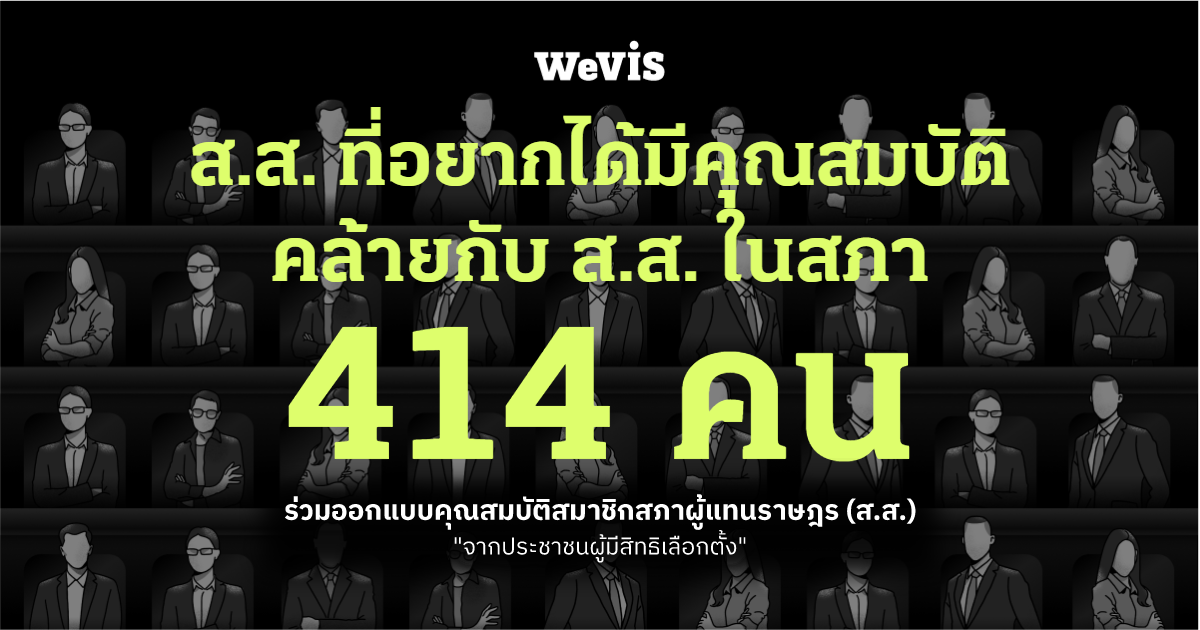 WeVIS
ส.ส. ที่อยากได้มีคุณสมบัติ
คล้ายกับ ส.ส. ในสภา
414 คน
ร่วมออกแบบคุณสมบัติสมาชิกสภาผู้แทนราษฎร (ส.ส.)
"จากประชาชนผู้มีสิทธิเลือกตั้ง"